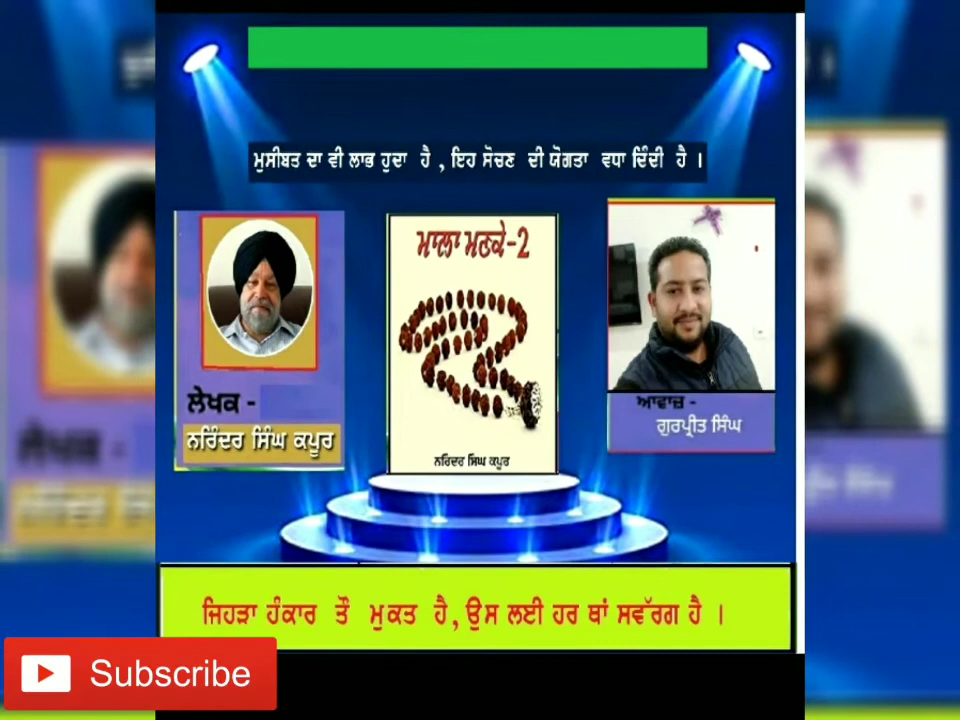 ਮੁਸੀਬਤ ਦਾ ਵੀ ਲਾਭ ਹੁਦਾ ਹੈ , ਇਹ ਸੋਚਣ ਦੀ ਯੋਗਤਾ ਵਧਾ ਦਿੰਦੀ ਹੈ ।
ਮਾਲਾ ਮਣਕੇ-2
ਲੇਖਕ -
ਨਰਿੰਦਰ ਸਿੰਘ ਕਪੂਰ
ਨਰਿੰਦਰ ਸਿੰਘ ਕਪੂਰ
ਆਵਾਜ਼ -
ਗੁਰਪ੍ਰੀਤ ਸਿੰਘ
ਜਿਹੜਾ ਹੰਕਾਰ ਤੌਂ ਮੁਕਤ ਹੈ, ਉਸ ਲਈ ਹਰ ਥਾਂ ਸਵੱਰਗ ਹੈ ।
Subscribe